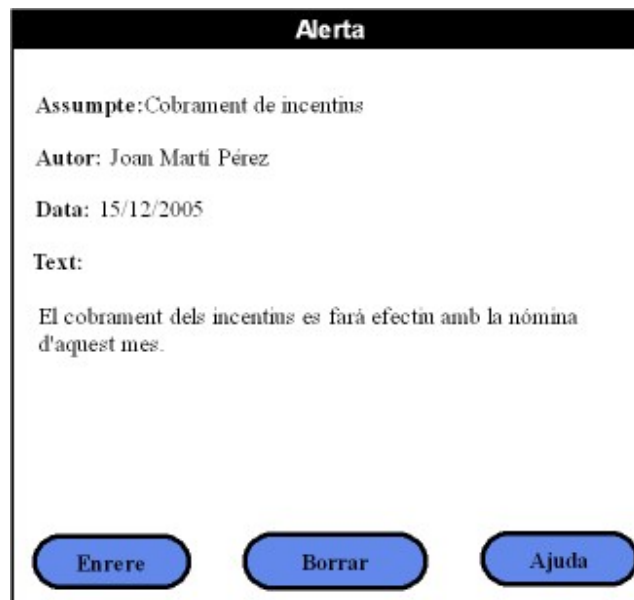 Alerta
Assumpte:Cobrament de incentius
Autor: Joan Martí Pérez
Data: 15/12/2005
Text:
El cobrament dels incentius es farà efectiu amb la nómina
d'aquest mes.
Enrere Borrar Ajuda